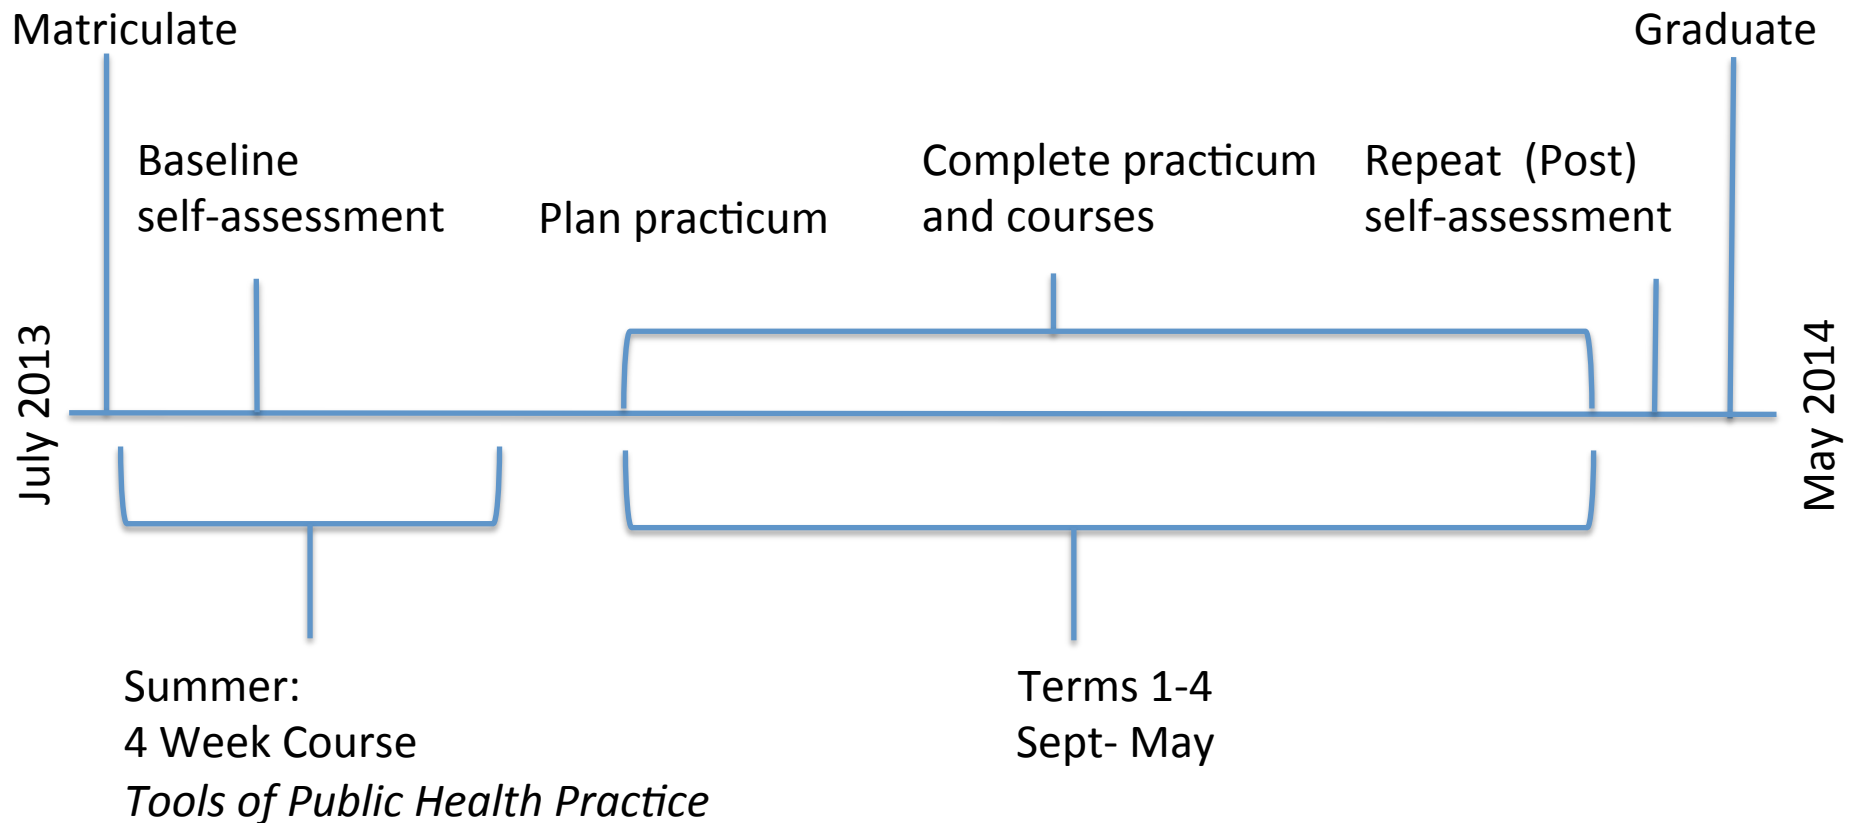 Matriculate
Graduate
Baseline
self-assessment
Plan practicum
Complete practicum
and courses
Repeat (Post)
self-assessment
July 2013
May 2014
Summer:
4 Week Course
Tools of Public Health Practice
Terms 1-4
Sept- May